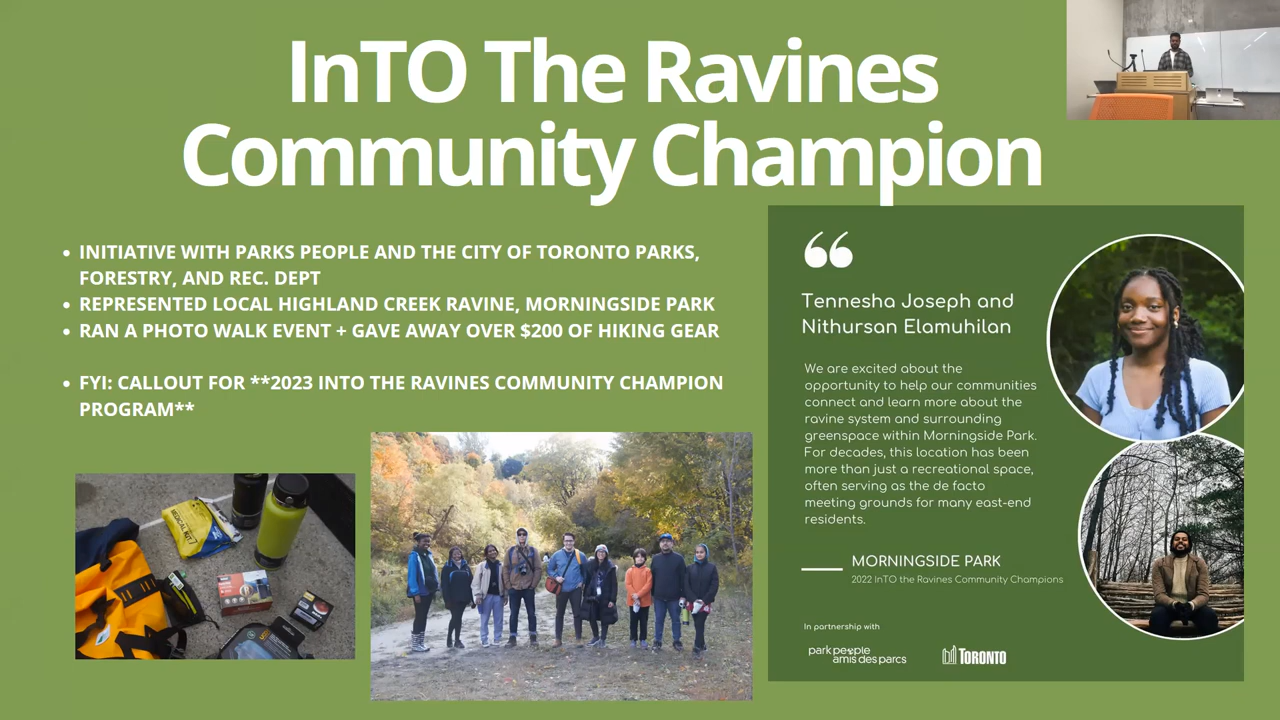 InTO The Ravines
Community Champion
• INITIATIVE WITH PARKS PEOPLE AND THE CITY OF TORONTO PARKS,
FORESTRY, AND REC. DEPT
• REPRESENTED LOCAL HIGHLAND CREEK RAVINE, MORNINGSIDE PARK
• RAN A PHOTO WALK EVENT + GAVE AWAY OVER $200 OF HIKING GEAR
• FYI: CALLOUT FOR **2023 INTO THE RAVINES COMMUNITY CHAMPION
PROGRAM**
MEDICAL KIT
“
Tennesha Joseph and
Nithursan Elamuhilan
We are excited about the
opportunity to help our communities
connect and learn more about the
ravine system and surrounding
greenspace within Morningside Park.
For decades, this location has been
more than just a recreational space,
often serving as the de facto
meeting grounds for many east-end
residents.
MORNINGSIDE PARK
2022 InTO the Ravines Community Champions
In partnership with
park people
amis des parcs
TORONTO